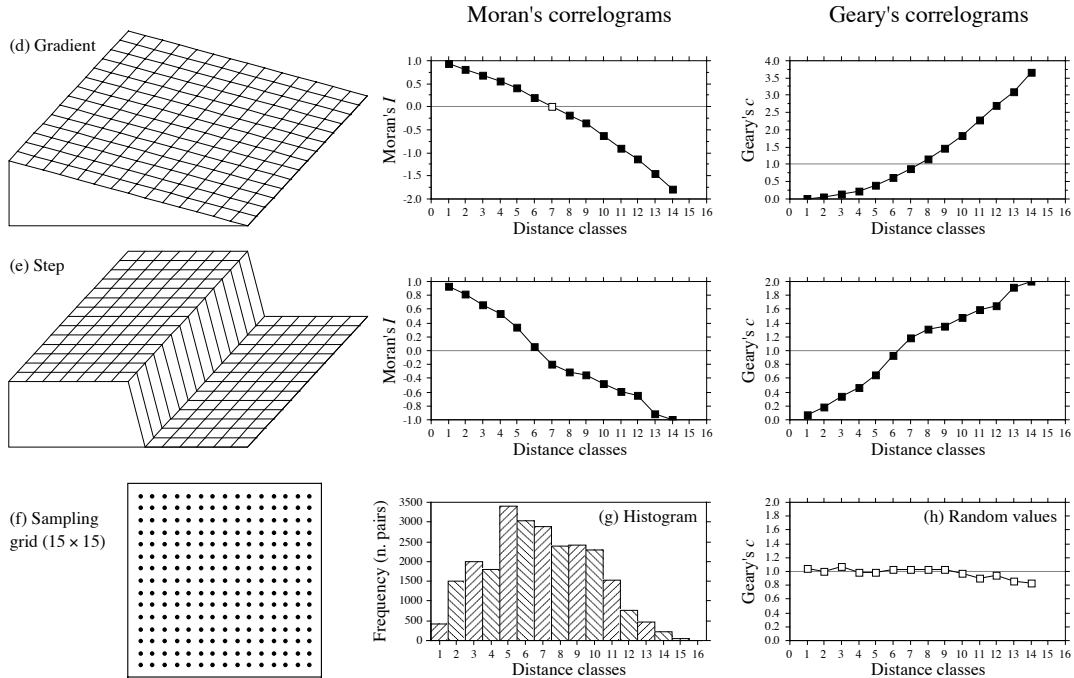 Moran's correlograms
Geary's correlograms
(d) Gradient
Moran's I
1.0
0.5
0.0
-0.5
-1.0
-1.5
-2.0
0 1 2 3 4 5 6 7 8 9 10 11 12 13 14 16
Distance classes
Geary's c
4.0
3.5
3.0
2.5
2.0
1.5
1.0
0.5
0.0
0 1 2 3 4 5 6 7 8 9 10 11 12 13 14 16
Distance classes
(e) Step
Moran's I
1.0
0.8
0.6
0.4
0.0
0.0
-0.2
-0.4
-0.6
-0.8
-1.0
0 1 2 3 4 5 6 7 8 9 10 11 12 13 14 16
Distance classes
Geary's c
2.0
1.8
1.6
1.4
1.2
1.0
0.8
0.6
0.4
0.2
0.0
0 1 2 3 4 5 6 7 8 9 10 11 12 13 14 16
Distance classes
(f) Sampling
grid (15 × 15)
(g) Histogram
Frequency (n. pairs)
3500
3000
2500
2000
1500
1000
500
0
1 2 3 4 5 6 7 8 9 10 11 12 13 14 15 16
Distance classes
(h) Random values
Geary's c
2.0
1.8
1.6
1.4
1.2
1.0
0.8
0.6
0.4
0.2
0.0
0 1 2 3 4 5 6 7 8 9 10 11 12 13 14 16
Distance classes